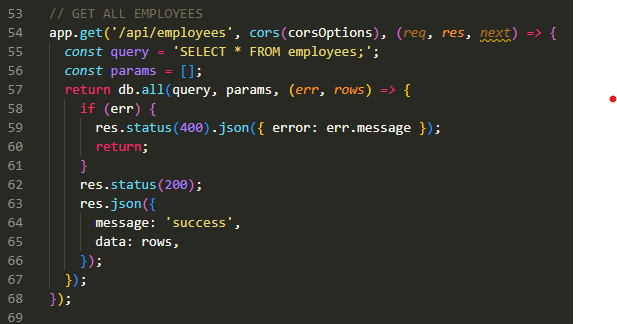 53 // GET ALL EMPLOYEES
54 app.get('/api/employees', cors(corsOptions), (req, res, next) => {
55   const query = 'SELECT * FROM employees;';
56   const params = [];
57   return db.all(query, params, (err, rows) => {
58     if (err) {
59       res.status(400).json({ error: err.message });
60       return;
61     }
62     res.status(200);
63     res.json({
64       message: 'success',
65       data: rows,
66     });
67   });
68 });
69